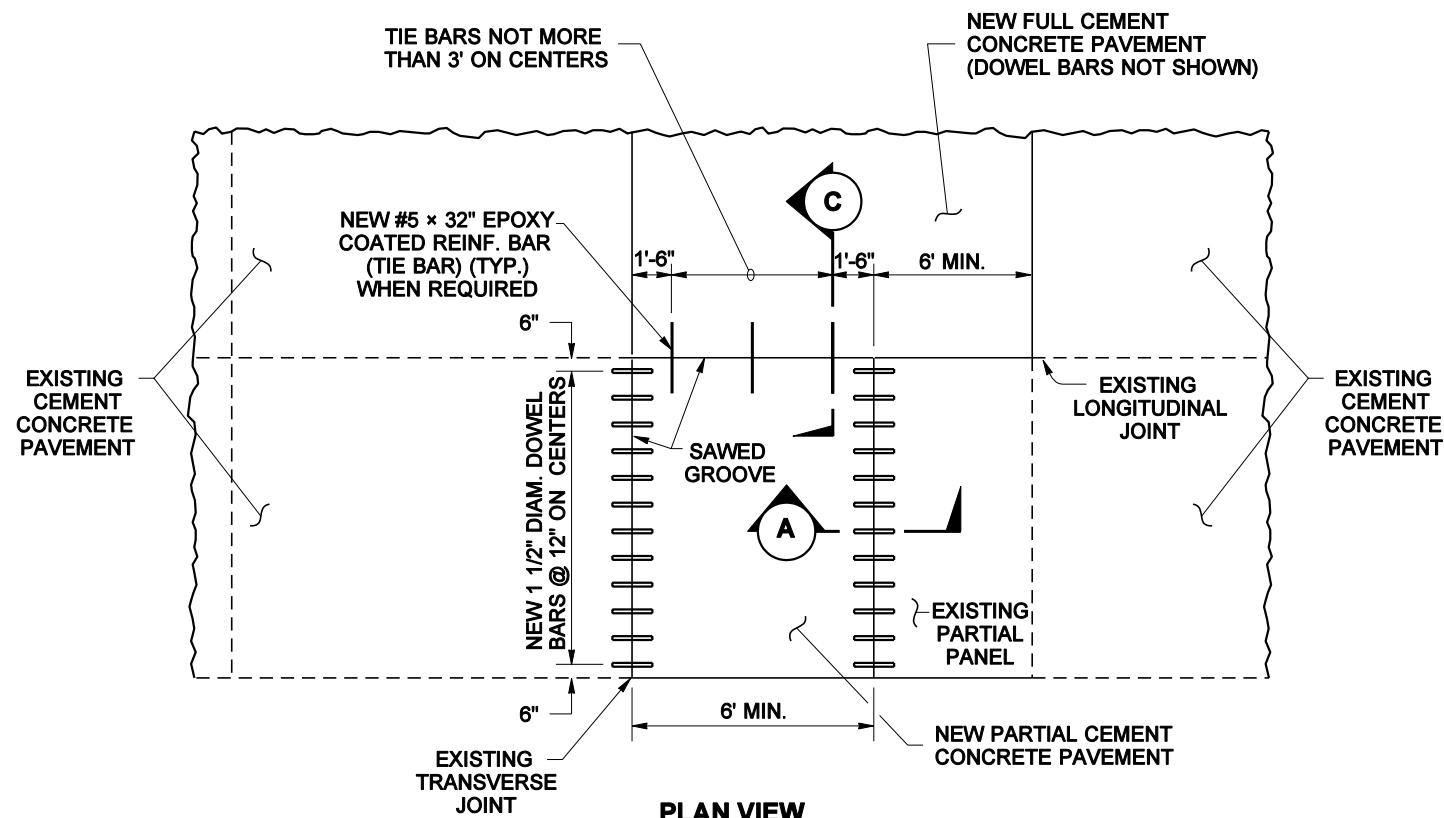 TIE BARS NOT MORE
THAN 3' ON CENTERS
NEW FULL CEMENT
CONCRETE PAVEMENT
(DOWEL BARS NOT SHOWN)
NEW #5 × 32" EPOXY
COATED REINF. BAR
(TIE BAR) (TYP.)
WHEN REQUIRED
C
1'-6"
1'-6"
6' MIN.
6"
EXISTING
CEMENT
CONCRETE
PAVEMENT
NEW 1 1/2" DIAM. DOWEL
BARS @ 12" ON CENTERS
SAWED
GROOVE
EXISTING
LONGITUDINAL
JOINT
EXISTING
CEMENT
CONCRETE
PAVEMENT
A
EXISTING
PARTIAL
PANEL
6"
6' MIN.
NEW PARTIAL CEMENT
CONCRETE PAVEMENT
EXISTING
TRANSVERSE
JOINT
PLAN VIEW